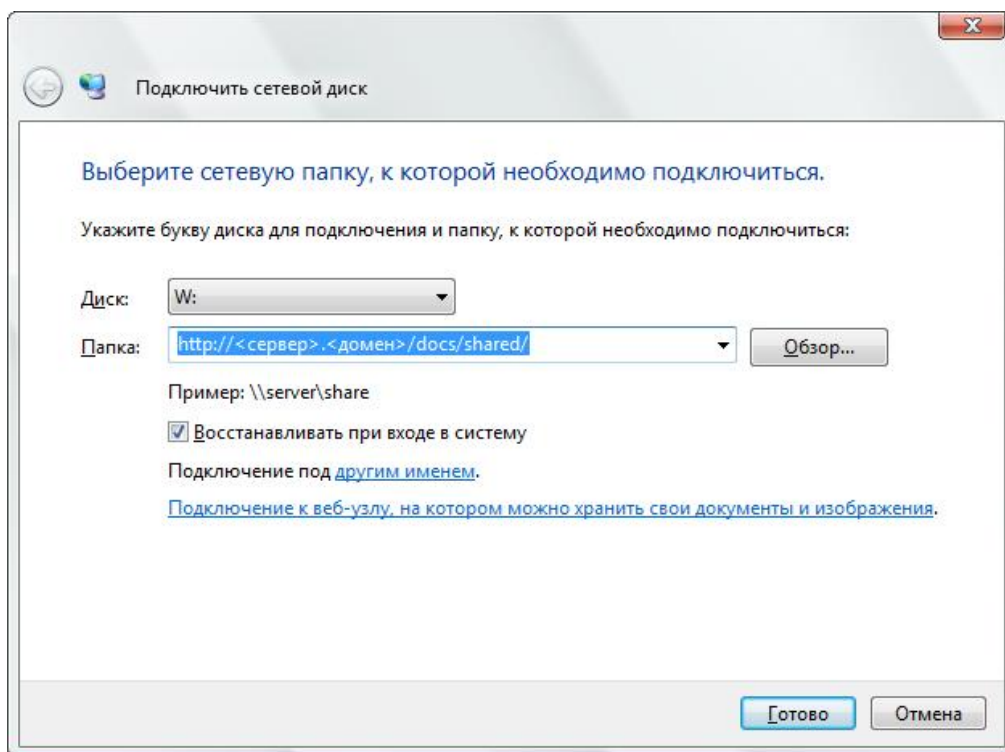 Подключить сетевой диск
Выберите сетевую папку, к которой необходимо подключиться.
Укажите букву диска для подключения и папку, к которой необходимо подключиться:
Диск: W:
Папка: http://<сервер>.<домен>/docs/shared/ Обзор...
Пример: \\server\share
Восстанавливать при входе в систему
Подключение под другим именем.
Подключение к веб-узлу, на котором можно хранить свои документы и изображения.
Готово Отмена